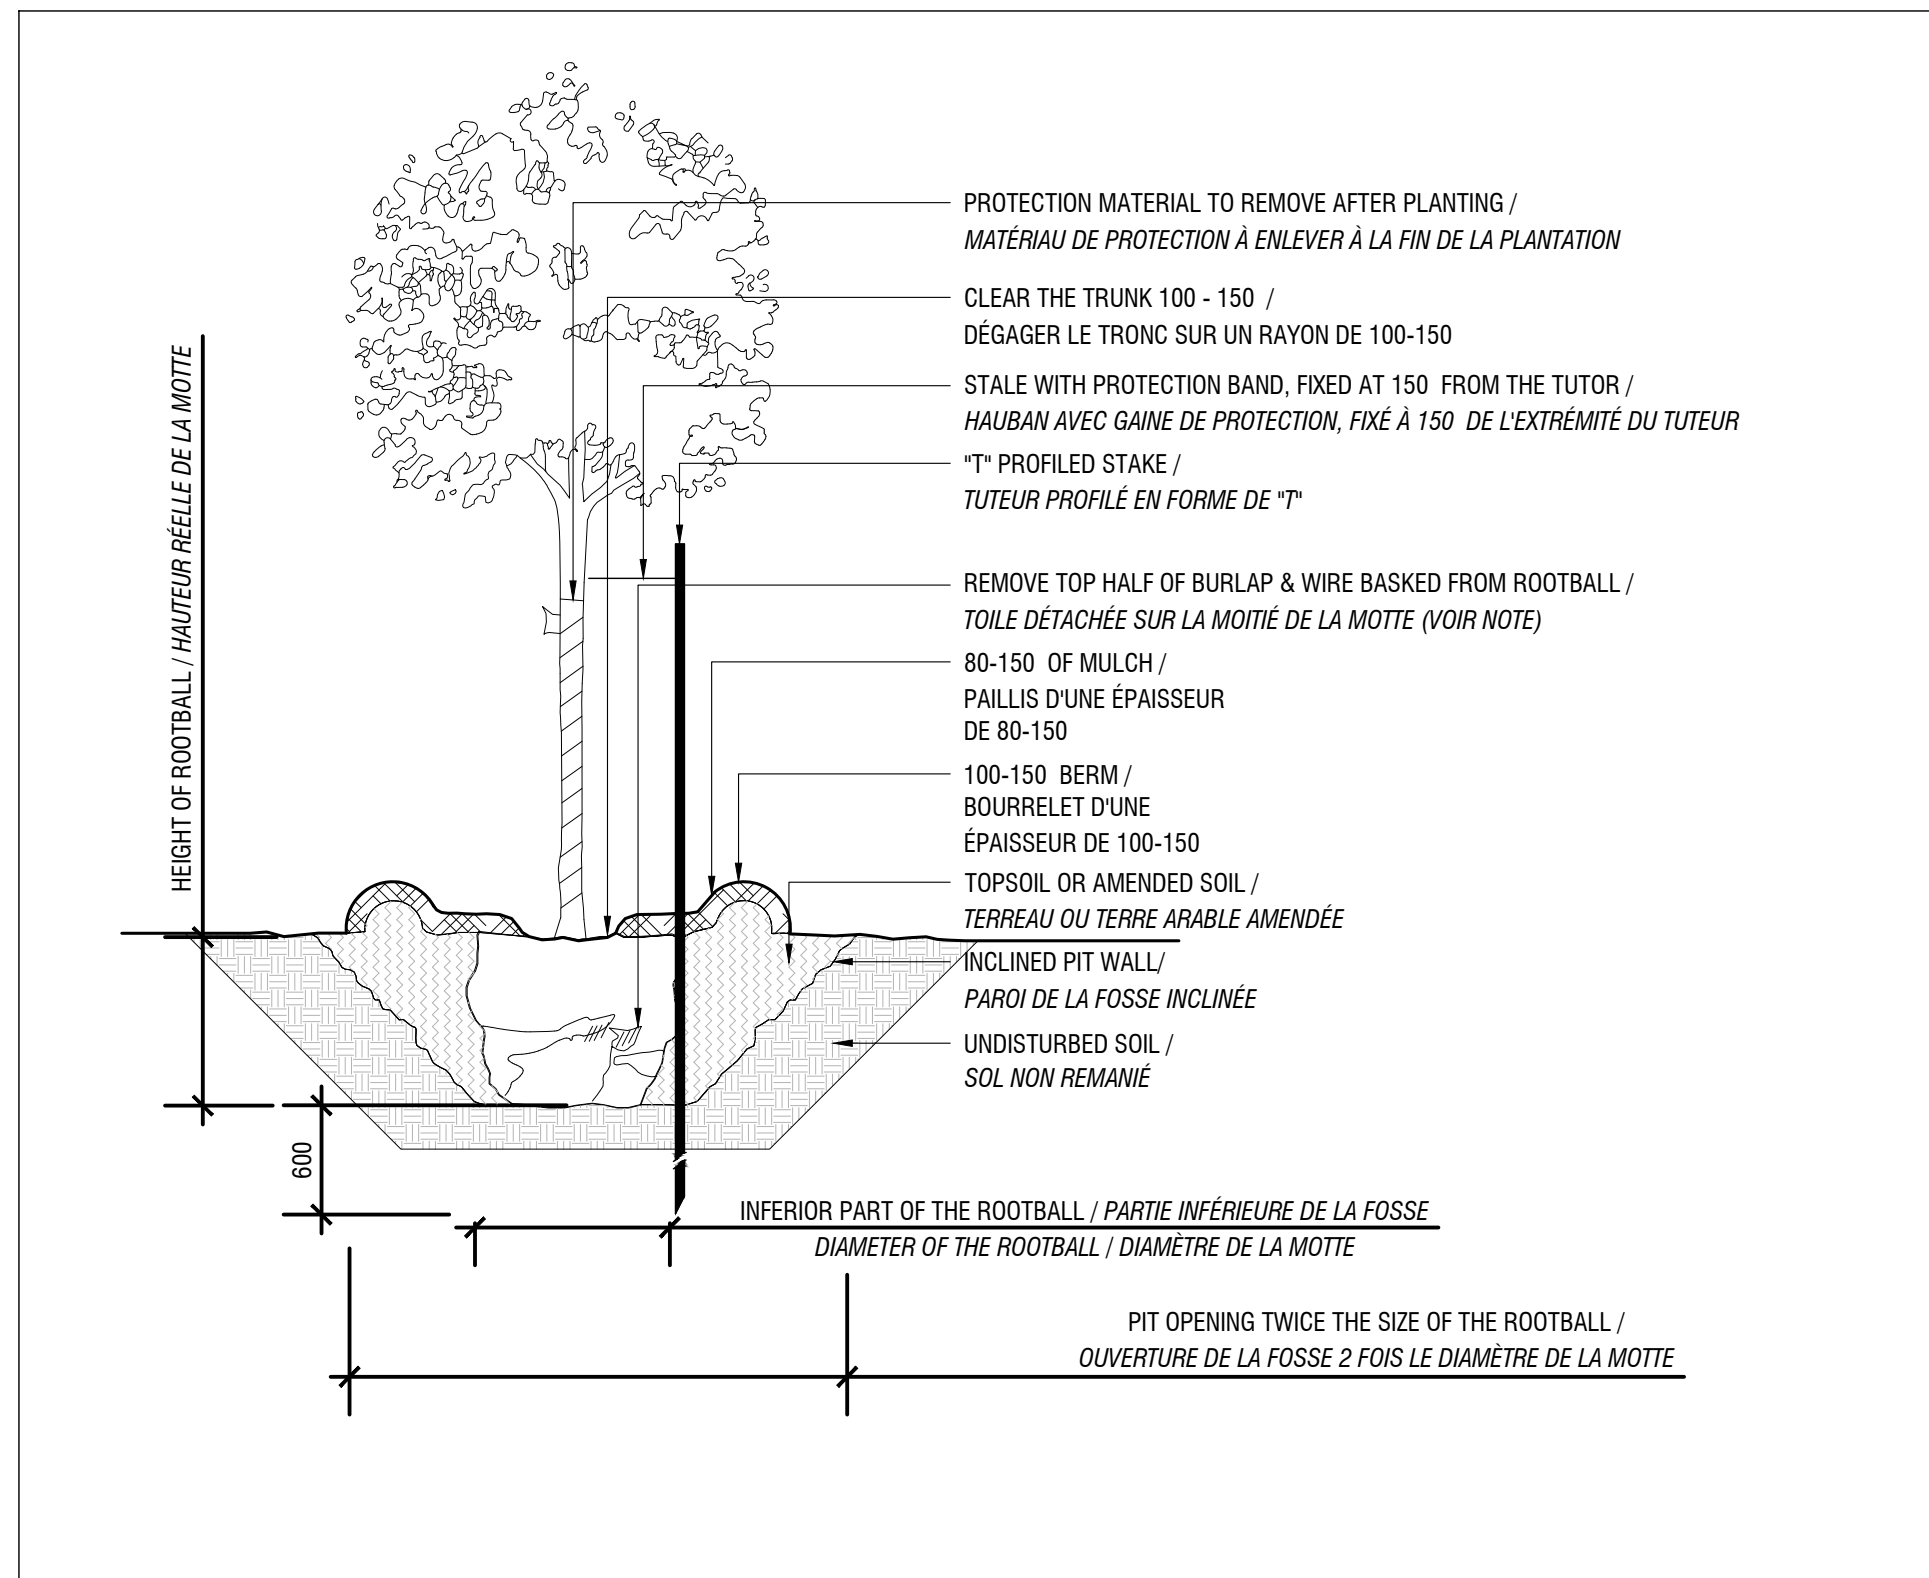 PROTECTION MATERIAL TO REMOVE AFTER PLANTING /
MATÉRIAU DE PROTECTION À ENLEVER À LA FIN DE LA PLANTATION
CLEAR THE TRUNK 100 - 150 /
DÉGAGER LE TRONC SUR UN RAYON DE 100-150
STALE WITH PROTECTION BAND, FIXED AT 150 FROM THE TUTOR /
HAUBAN AVEC GAINE DE PROTECTION, FIXÉ À 150 DE L'EXTRÉMITÉ DU TUTEUR
"T" PROFILED STAKE /
TUTEUR PROFILÉ EN FORME DE "T"
REMOVE TOP HALF OF BURLAP & WIRE BASKED FROM ROOTBALL /
TOILE DÉTACHÉE SUR LA MOITIÉ DE LA MOTTE (VOIR NOTE)
80-150 OF MULCH /
PAILLIS D'UNE ÉPAISSEUR
DE 80-150
100-150 BERM /
BOURRELET D'UNE
ÉPAISSEUR DE 100-150
TOPSOIL OR AMENDED SOIL /
TERREAU OU TERRE ARABLE AMENDÉE
INCLINED PIT WALL/
PAROI DE LA FOSSE INCLINÉE
UNDISTURBED SOIL /
SOL NON REMANIÉ
HEIGHT OF ROOTBALL / HAUTEUR RÉELLE DE LA MOTTE
600
INFERIOR PART OF THE ROOTBALL / PARTIE INFÉRIEURE DE LA FOSSE
DIAMETER OF THE ROOTBALL / DIAMÈTRE DE LA MOTTE
PIT OPENING TWICE THE SIZE OF THE ROOTBALL /
OUVERTURE DE LA FOSSE 2 FOIS LE DIAMÈTRE DE LA MOTTE